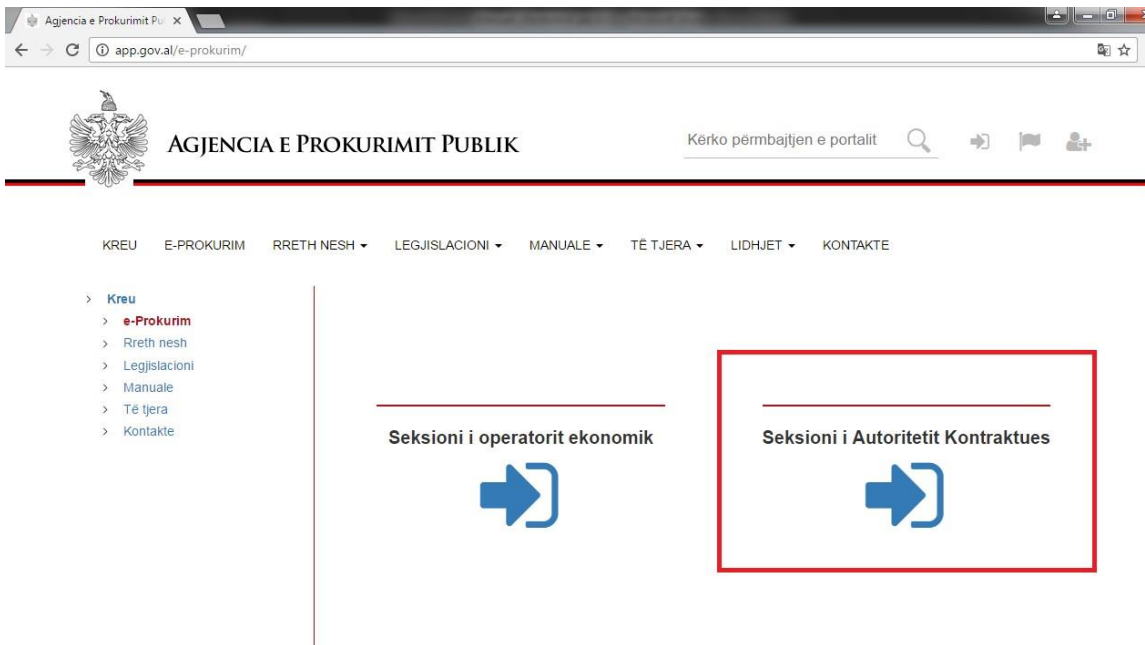 Agjencia e Prokurimit Pu
app.gov.al/e-prokurim/
AGJENCIA E PROKURIMIT PUBLIK
Kërko përmbajtjen e portalit
KREU E-PROKURIM RRETH NESH LEGJISLACIONI MANUALE TË TJERA LIDHJET KONTAKTE
Kreu
e-Prokurim
Rreth nesh
Legjislacioni
Manuale
Të tjera
Kontakte
Seksioni i operatorit ekonomik
Seksioni i Autoritetit Kontraktues